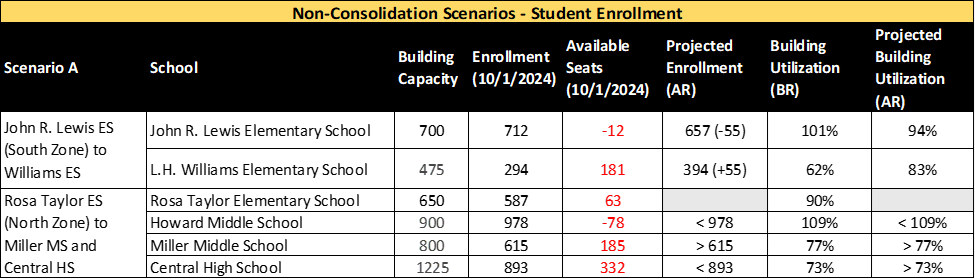 Non-Consolidation Scenarios - Student Enrollment
Scenario A School Building Capacity Enrollment (10/1/2024) Available Seats (10/1/2024) Projected Enrollment (AR) Building Utilization (BR) Projected Building Utilization (AR)
John R. Lewis ES (South Zone) to Williams ES
John R. Lewis Elementary School 700 712 -12 657 (-55) 101% 94%
L.H. Williams Elementary School 475 294 181 394 (+55) 62% 83%
Rosa Taylor ES (North Zone) to Miller MS and Central HS
Rosa Taylor Elementary School 650 587 63 90%
Howard Middle School 900 978 -78 < 978 109% < 109%
Miller Middle School 800 615 185 > 615 77% > 77%
Central High School 1225 893 332 < 893 73% > 73%